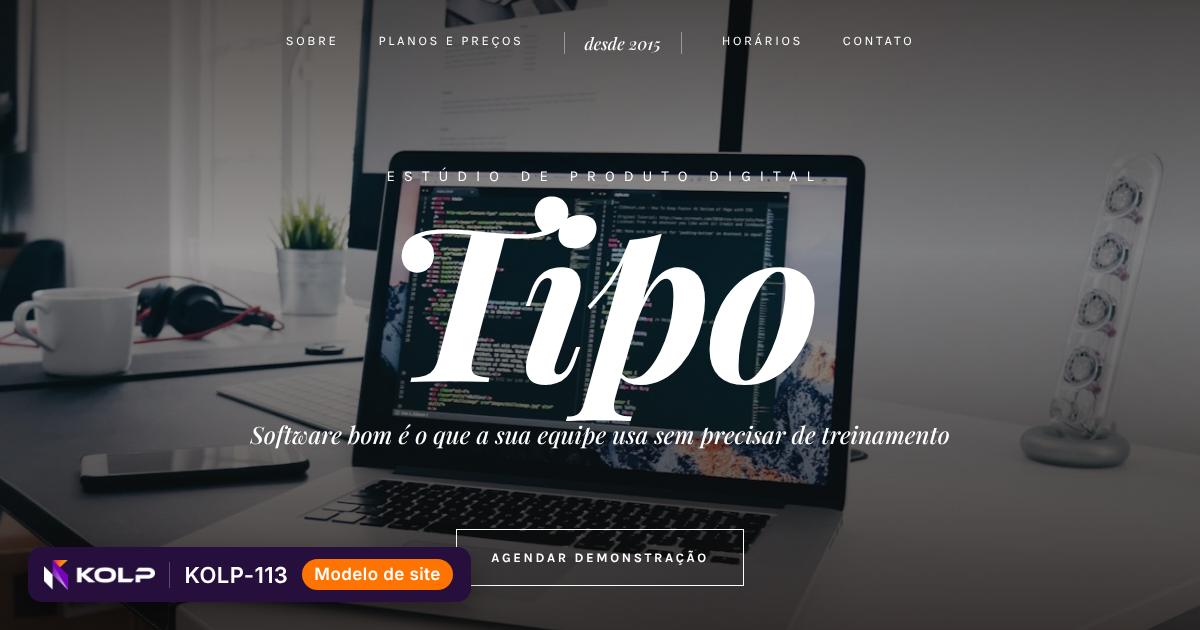 SOBRE PLANOS E PREÇOS desde 2015 HORÁRIOS CONTATO
ESTÚDIO DE PRODUTO DIGITAL
Tipo
Software bom é o que a sua equipe usa sem precisar de treinamento
AGENDAR DEMONSTRAÇÃO
KOLP KOLP-113 Modelo de site